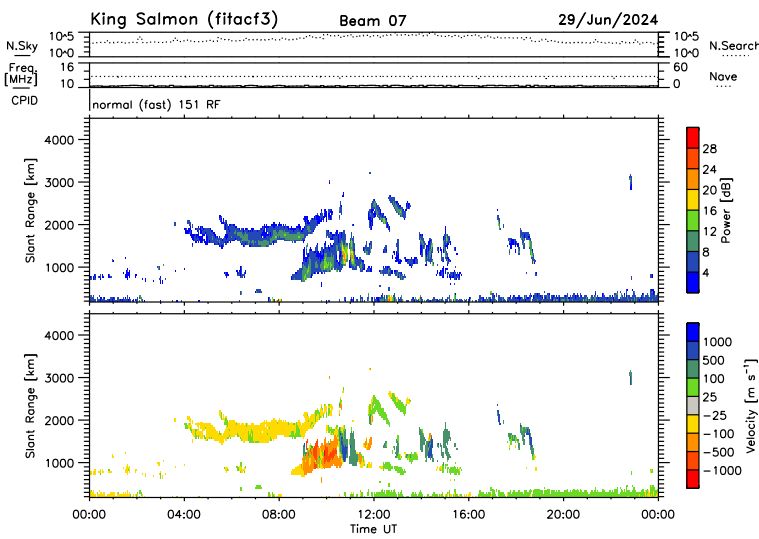 King Salmon (fitacf3) Beam 07 29/Jun/2024
N.Sky 10^5 10^0 10^5 10^0 N.Search
Freq [MHz] 16 10 60 0 Nave
CPID normal (fast) 151 RF
Slant Range [km] 4000 3000 2000 1000
Power [dB] 28 24 20 16 12 8 4
Slant Range [km] 4000 3000 2000 1000
Velocity [m s⁻¹] 1000 500 100 25 −25 −100 −500 −1000
00:00 04:00 08:00 12:00 16:00 20:00 00:00
Time UT